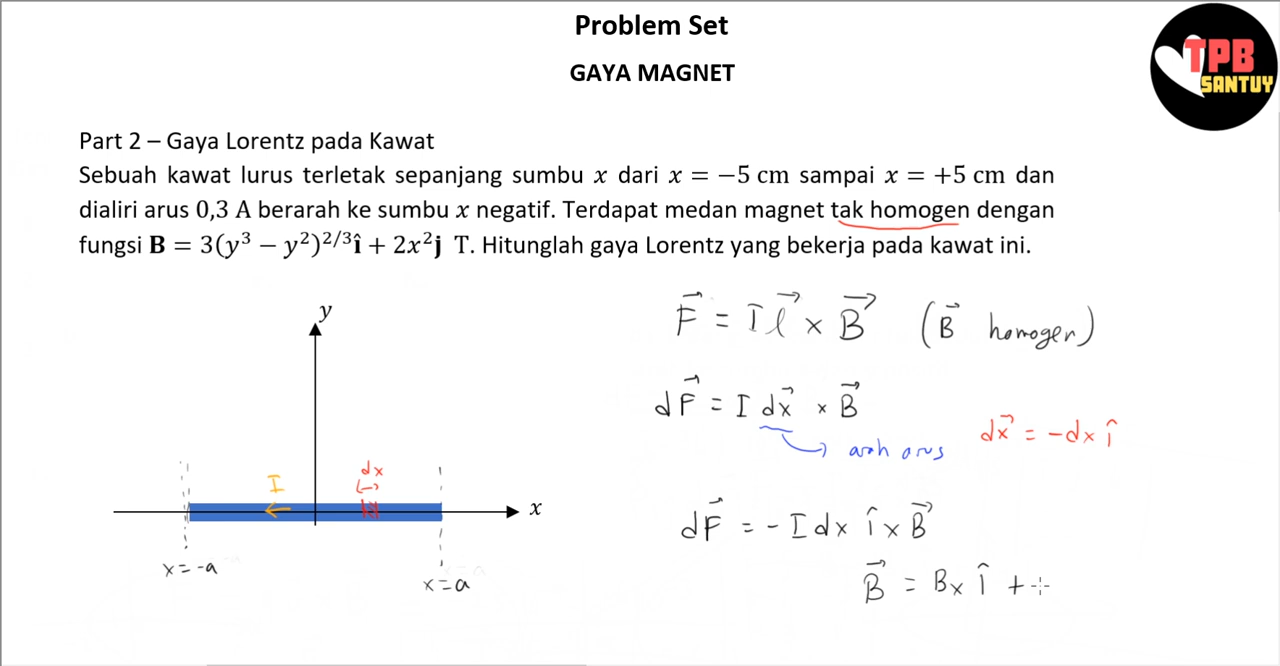 Problem Set
GAYA MAGNET
TPB
SANTUY
Part 2 – Gaya Lorentz pada Kawat
Sebuah kawat lurus terletak sepanjang sumbu x dari x = −5 cm sampai x = +5 cm dan
dialiri arus 0,3 A berarah ke sumbu x negatif. Terdapat medan magnet tak homogen dengan
fungsi B = 3(y³ − y²)^{2/3}î + 2x²j T. Hitunglah gaya Lorentz yang bekerja pada kawat ini.
F⃗ = I l⃗ × B⃗ (B⃗ homogen)
dF⃗ = I dx⃗ × B⃗
arah arus
dx⃗ = -dx î
dF⃗ = - I dx î × B⃗
B⃗ = Bx î +
y
I
dx
x
x = -a
x = a